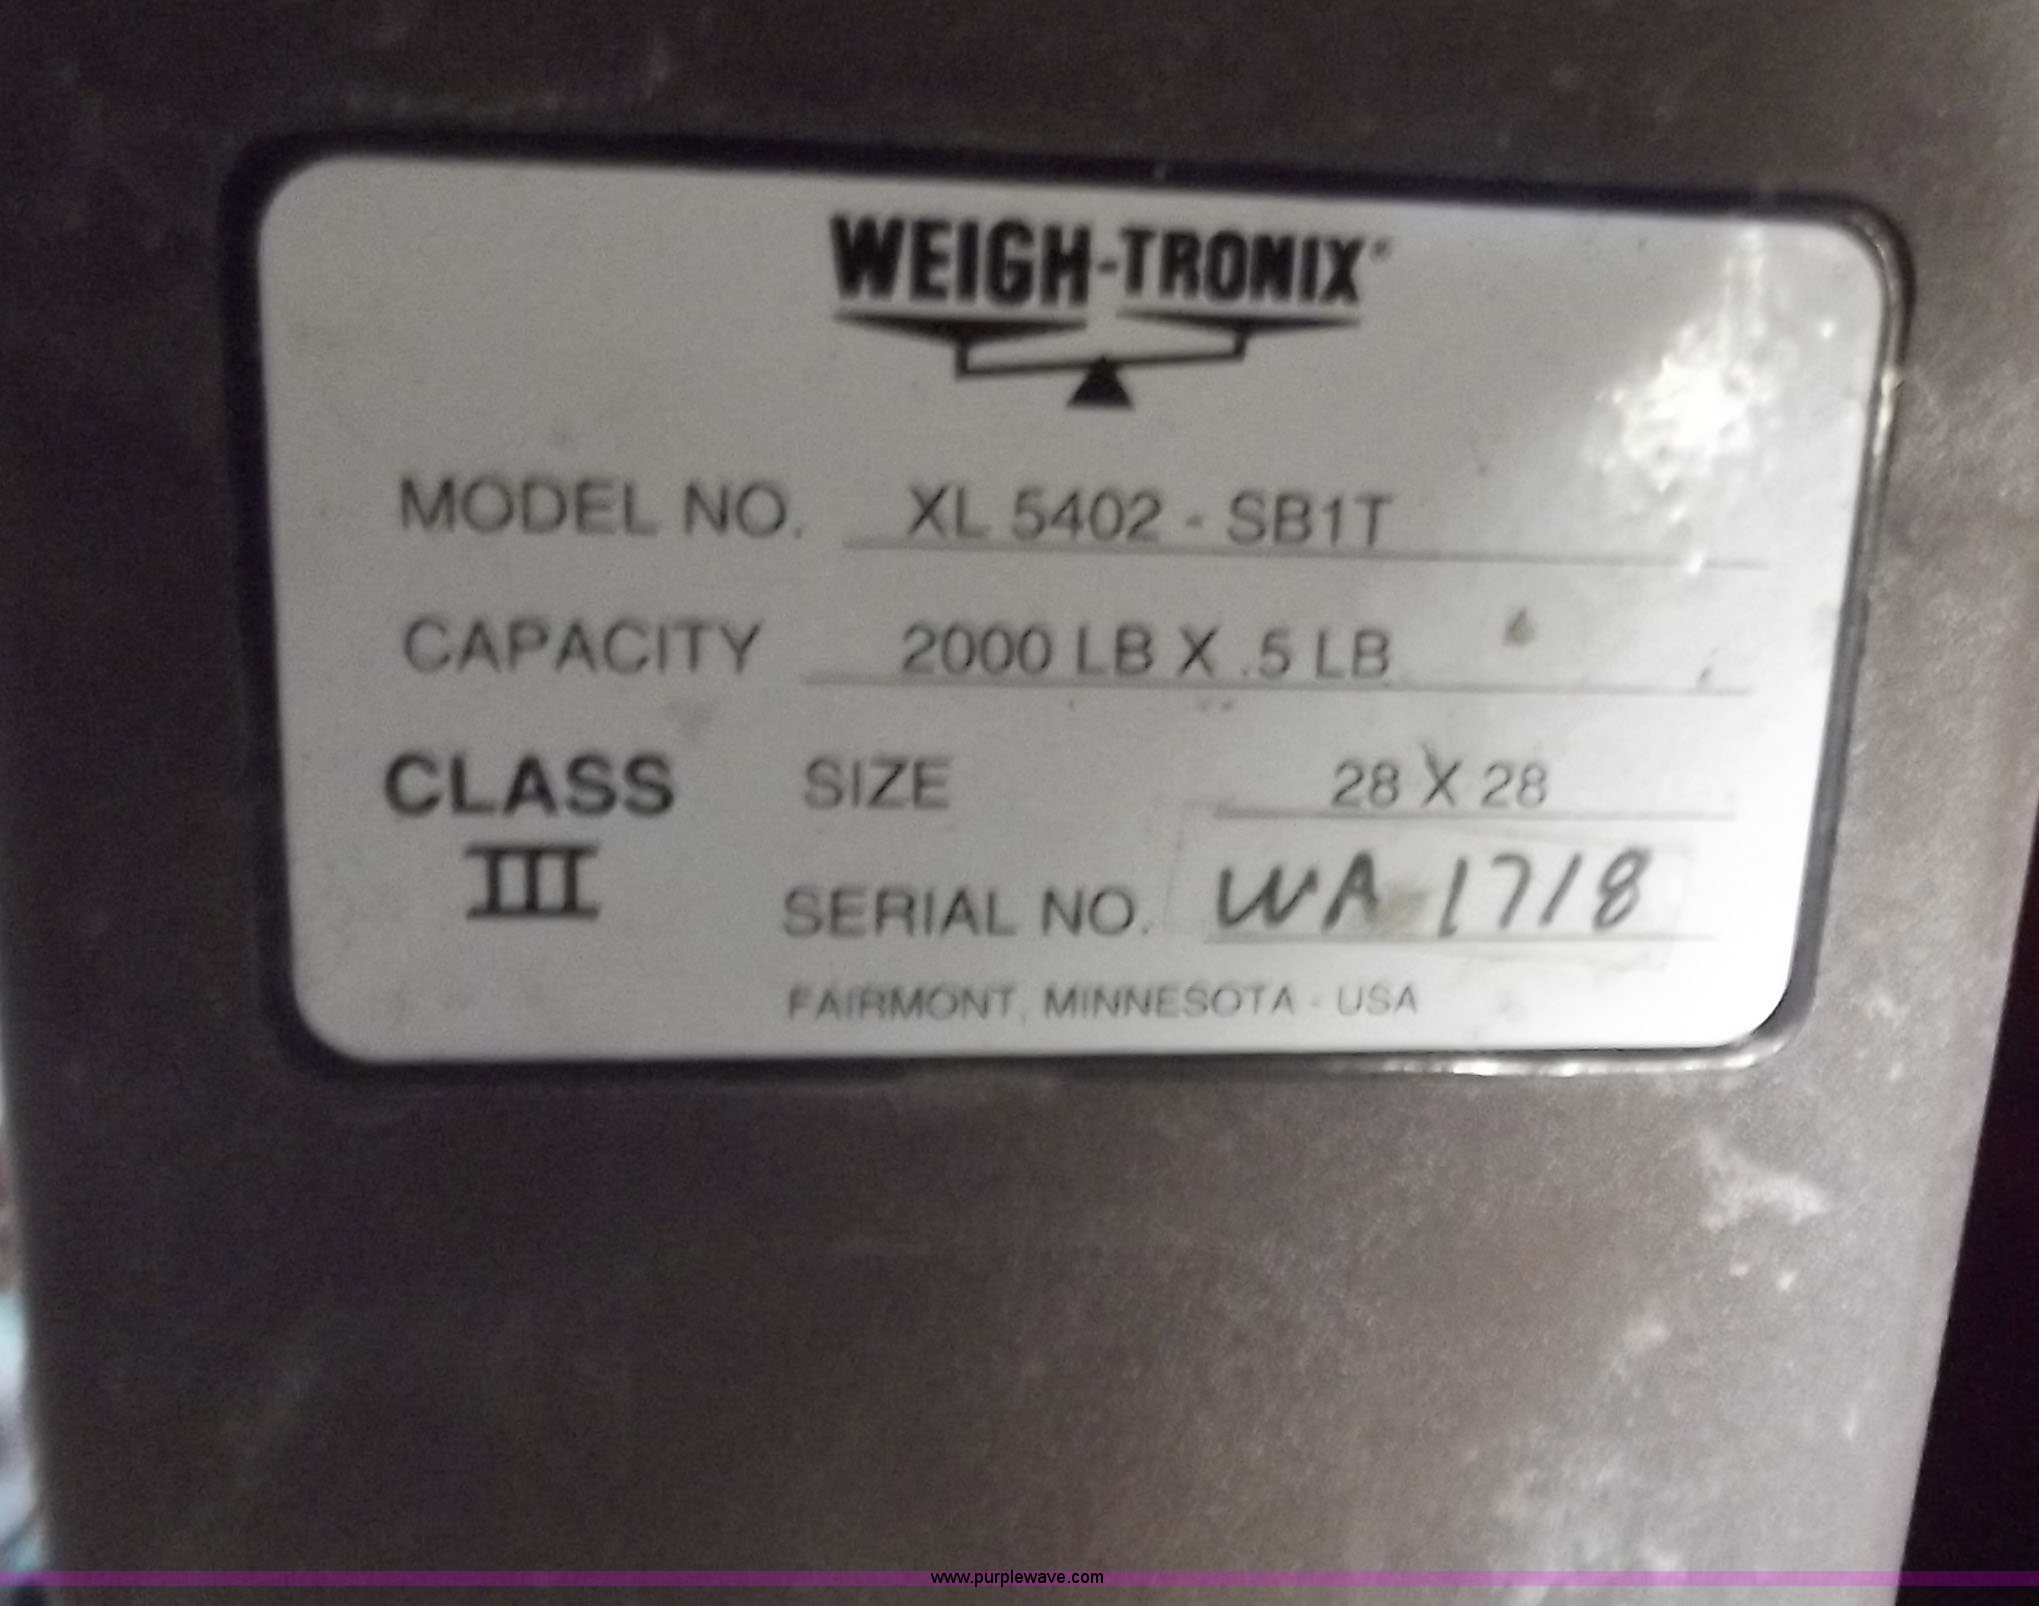 WEIGH-TRONIX®
MODEL NO. XL 5402 - SB1T
CAPACITY 2000 LB X .5 LB
CLASS SIZE 28 X 28
III
SERIAL NO. WA 1718
FAIRMONT, MINNESOTA - USA
www.purplewave.com